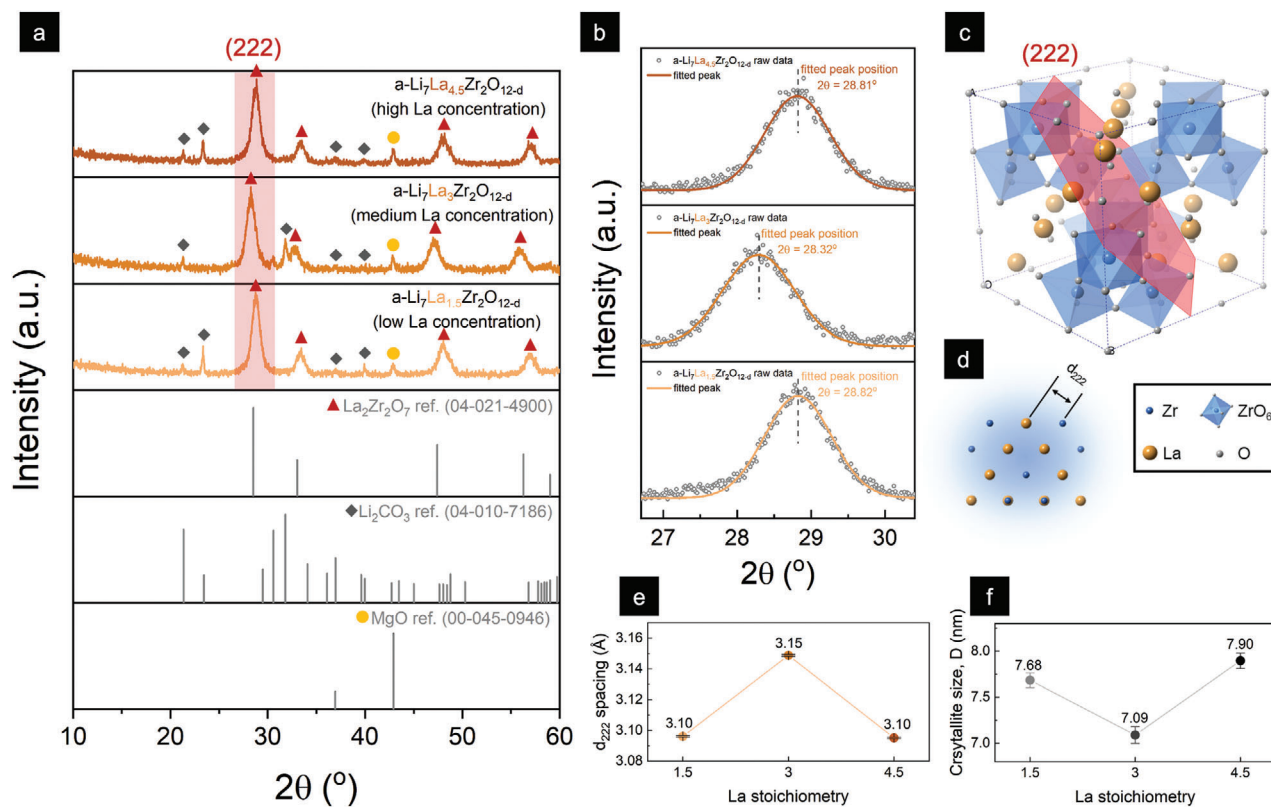 a
(222)
a-Li7La4.5Zr2O12-d
(high La concentration)
a-Li7La3Zr2O12-d
(medium La concentration)
a-Li7La1.5Zr2O12-d
(low La concentration)
La2Zr2O7 ref. (04-021-4900)
Li2CO3 ref. (04-010-7186)
MgO ref. (00-045-0946)
Intensity (a.u.)
10 20 30 40 50 60
2θ (°)
b
a-Li7La4.5Zr2O12-d raw data
fitted peak
fitted peak position
2θ = 28.81°
a-Li7La3Zr2O12-d raw data
fitted peak
fitted peak position
2θ = 28.32°
a-Li7La1.5Zr2O12-d raw data
fitted peak
fitted peak position
2θ = 28.82°
Intensity (a.u.)
27 28 29 30
2θ (°)
c
(222)
A
O
B
d
d222
Zr ZrO6
La O
e
3.16
3.14
3.12
3.10
3.08
d222 spacing (Å)
3.10
3.15
3.10
1.5 3 4.5
La stoichiometry
f
8.0
7.5
7.0
Crsytallite size, D (nm)
7.68
7.09
7.90
1.5 3 4.5
La stoichiometry